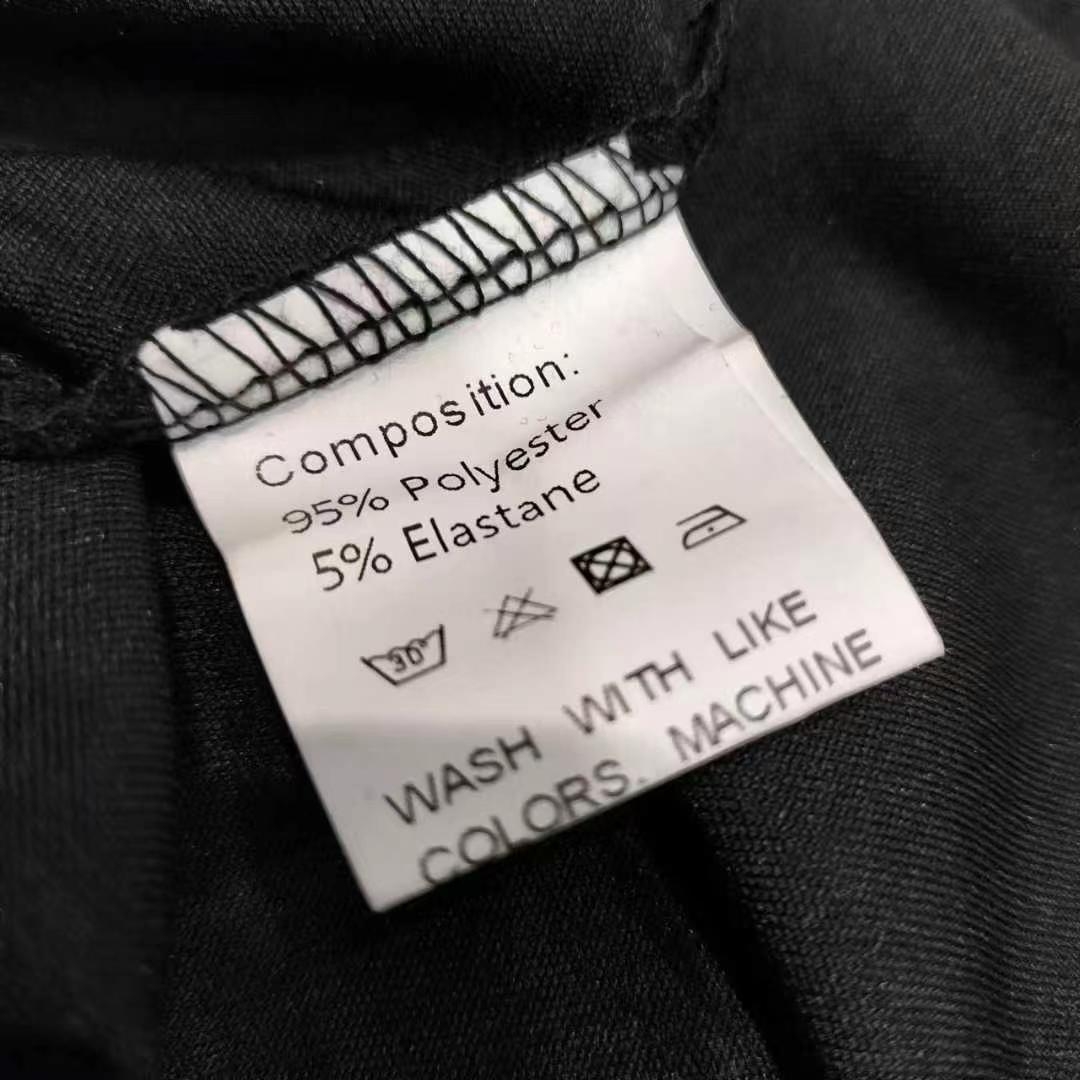 Composition:
95% Polyester
5% Elastane
30°
WASH WITH LIKE
COLORS. MACHINE